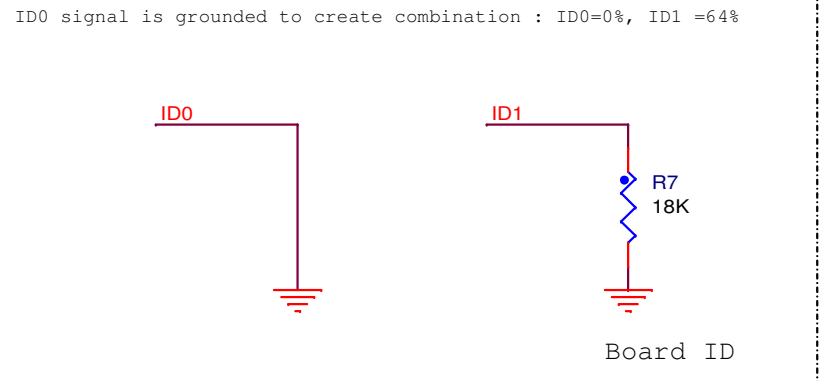 ID0 signal is grounded to create combination : ID0=0%, ID1 =64%
ID0
ID1
R7
18K
Board ID